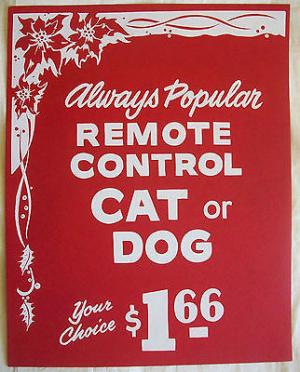 Always Popular
REMOTE
CONTROL
CAT or
DOG
Your
Choice $1.66